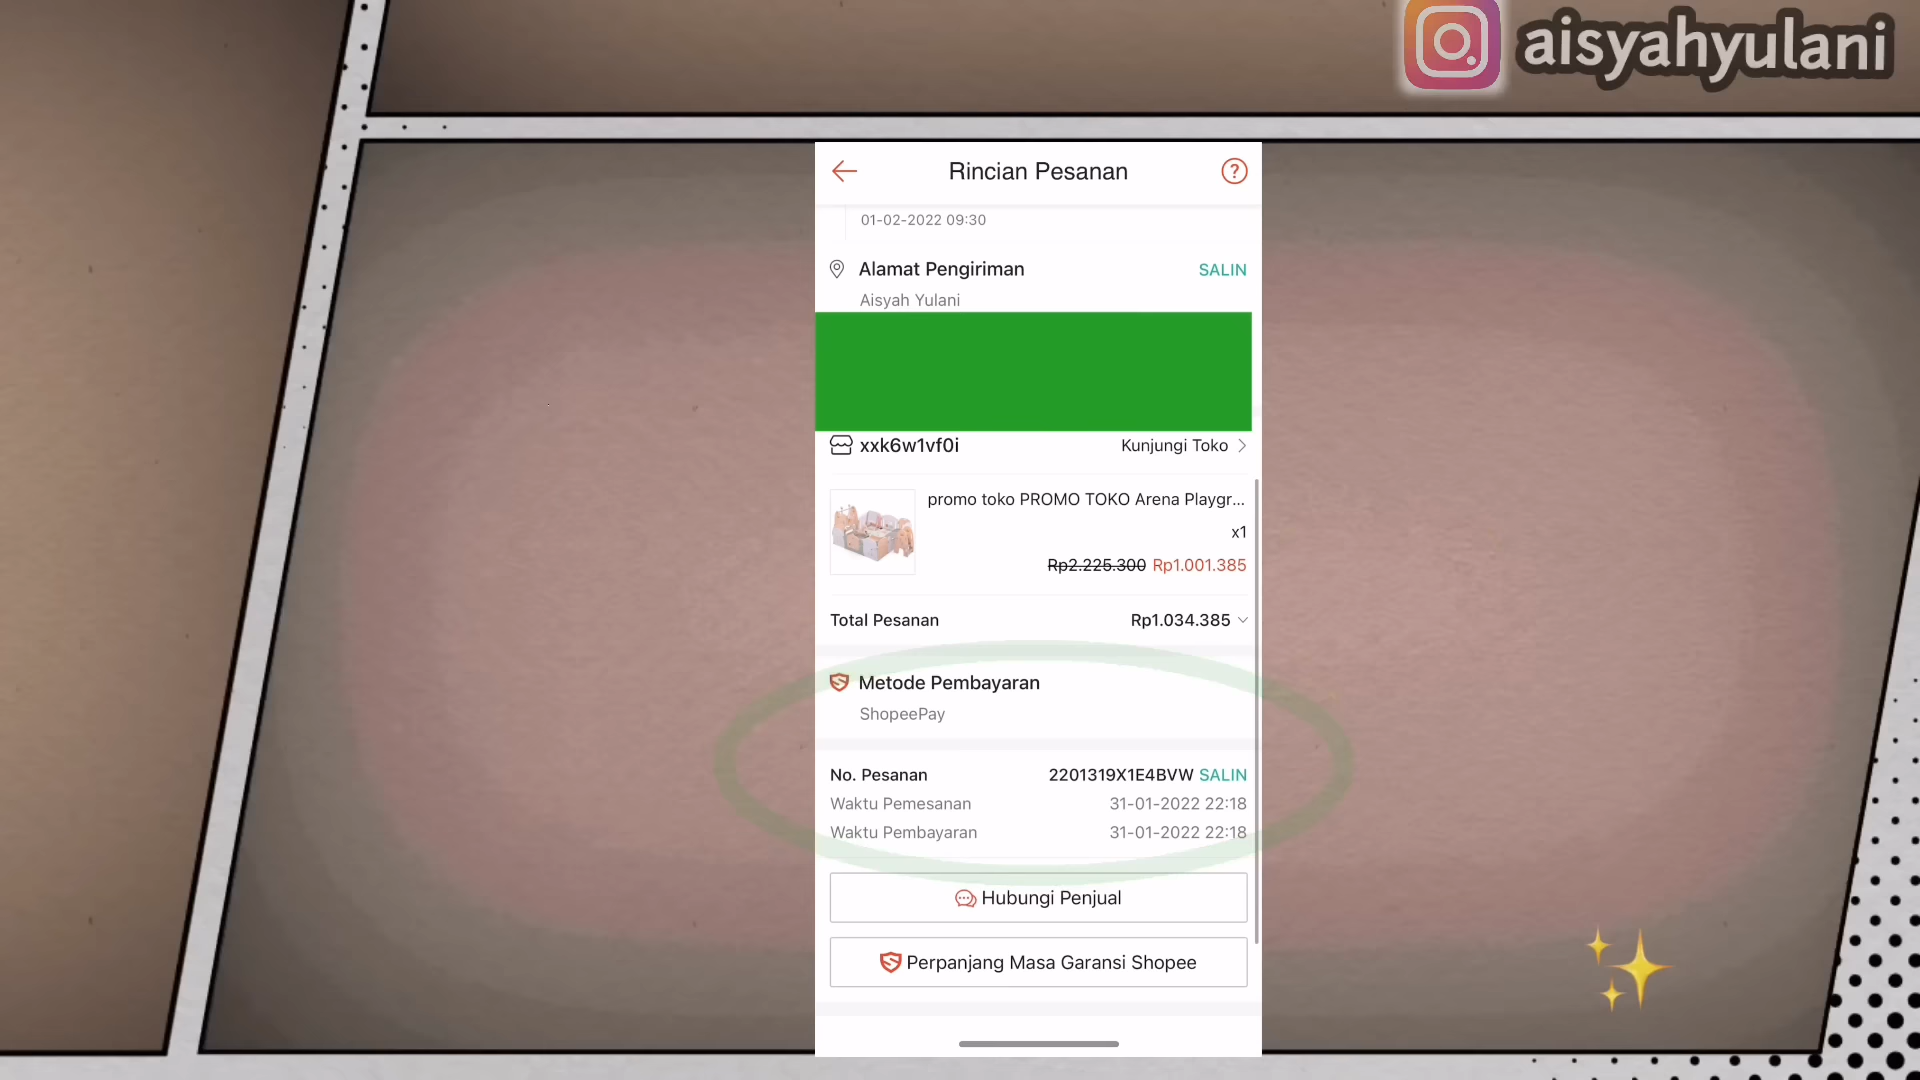 aisyahyulani
Rincian Pesanan
?
01-02-2022 09:30
Alamat Pengiriman SALIN
Aisyah Yulani
xxk6w1vf0i Kunjungi Toko
promo toko PROMO TOKO Arena Playgr...
x1
Rp2.225.300 Rp1.001.385
Total Pesanan Rp1.034.385
Metode Pembayaran
ShopeePay
No. Pesanan 2201319X1E4BVW SALIN
Waktu Pemesanan 31-01-2022 22:18
Waktu Pembayaran 31-01-2022 22:18
Hubungi Penjual
Perpanjang Masa Garansi Shopee